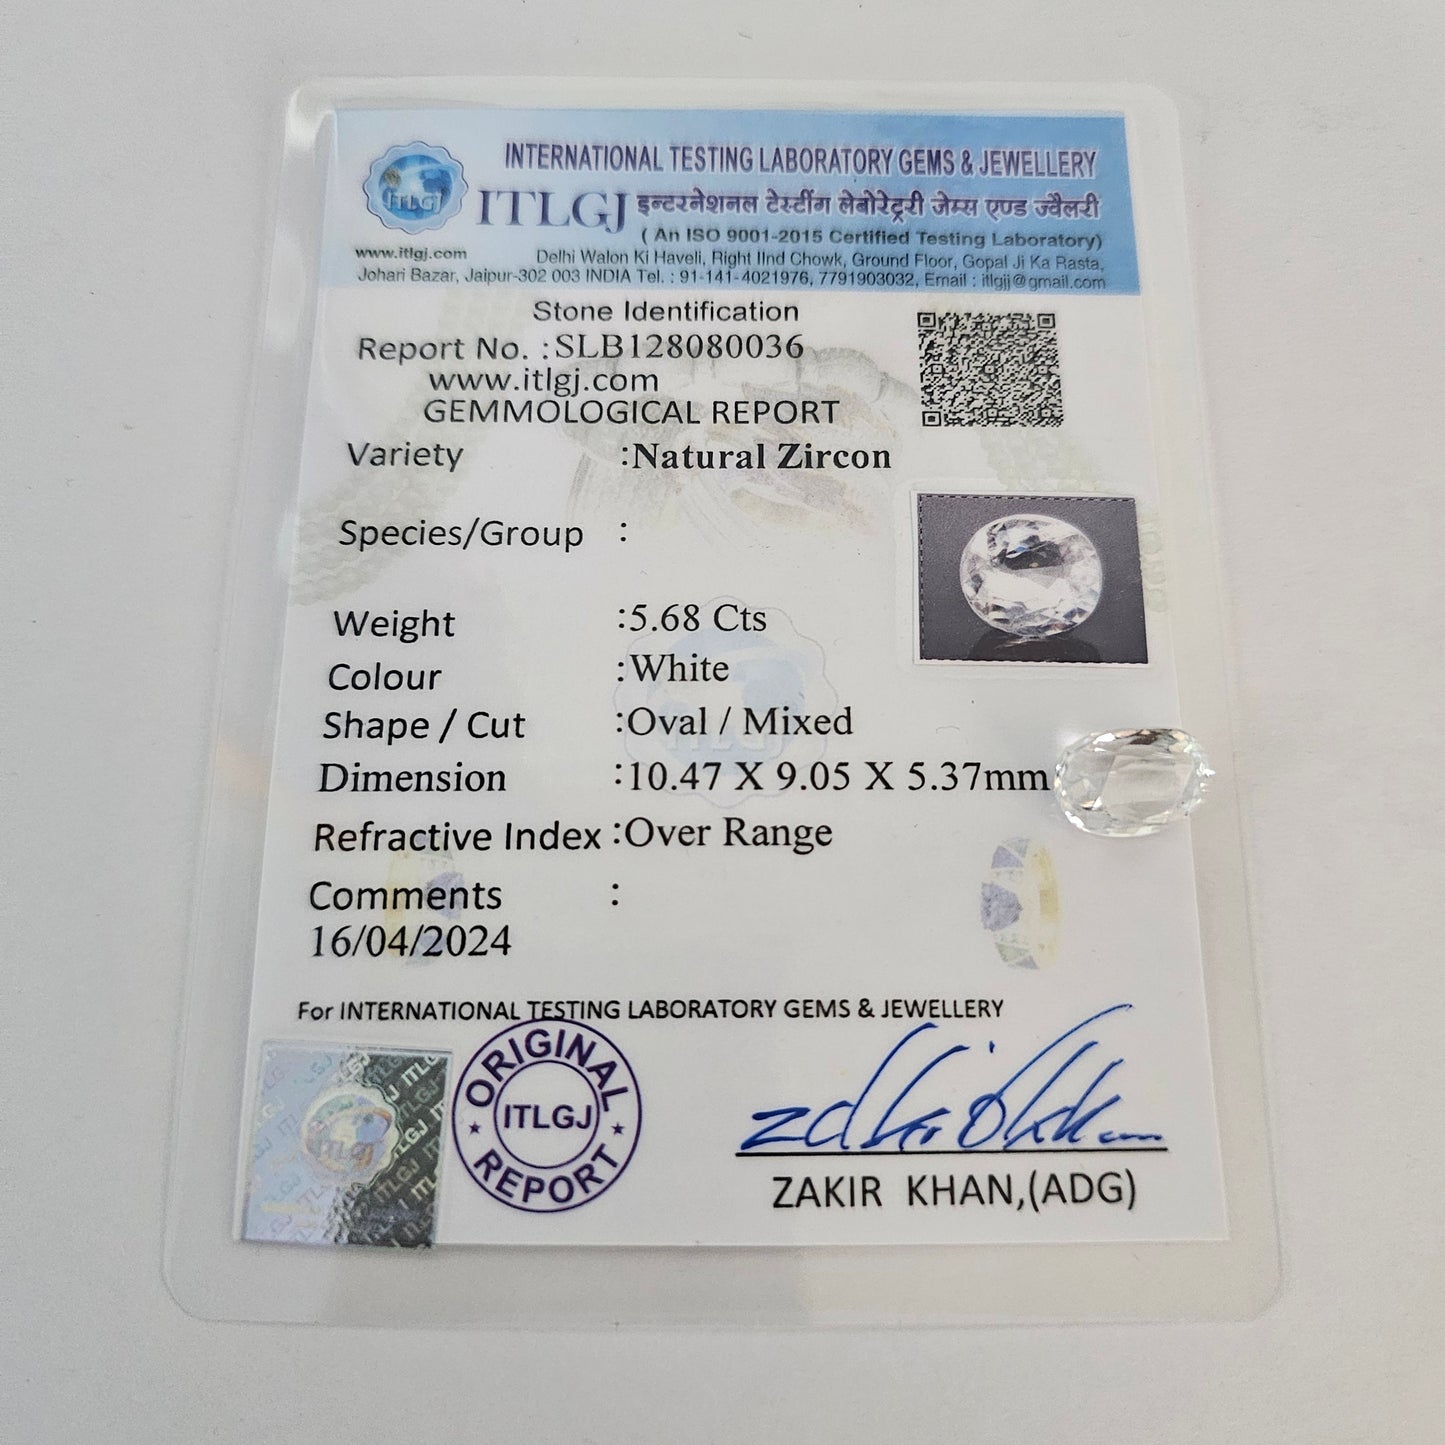 INTERNATIONAL TESTING LABORATORY GEMS & JEWELLERY
ITLGJ
ITLGJ इन्टरनेशनल टेस्टींग लेबोरेट्री जेम्स एण्ड ज्वैलरी
( An ISO 9001-2015 Certified Testing Laboratory)
www.itlgj.com Delhi Walon Ki Haveli, Right IInd Chowk, Ground Floor, Gopal Ji Ka Rasta,
Johari Bazar, Jaipur-302 003 INDIA Tel. : 91-141-4021976, 7791903032, Email : itlgjj@gmail.com
Stone Identification
Report No. :SLB128080036
www.itlgj.com
GEMMOLOGICAL REPORT
Variety :Natural Zircon
Species/Group :
Weight :5.68 Cts
Colour :White
Shape / Cut :Oval / Mixed
Dimension :10.47 X 9.05 X 5.37mm
Refractive Index :Over Range
Comments :
16/04/2024
For INTERNATIONAL TESTING LABORATORY GEMS & JEWELLERY
ORIGINAL
ITLGJ
REPORT
ITLGJ
ZAKIR KHAN,(ADG)